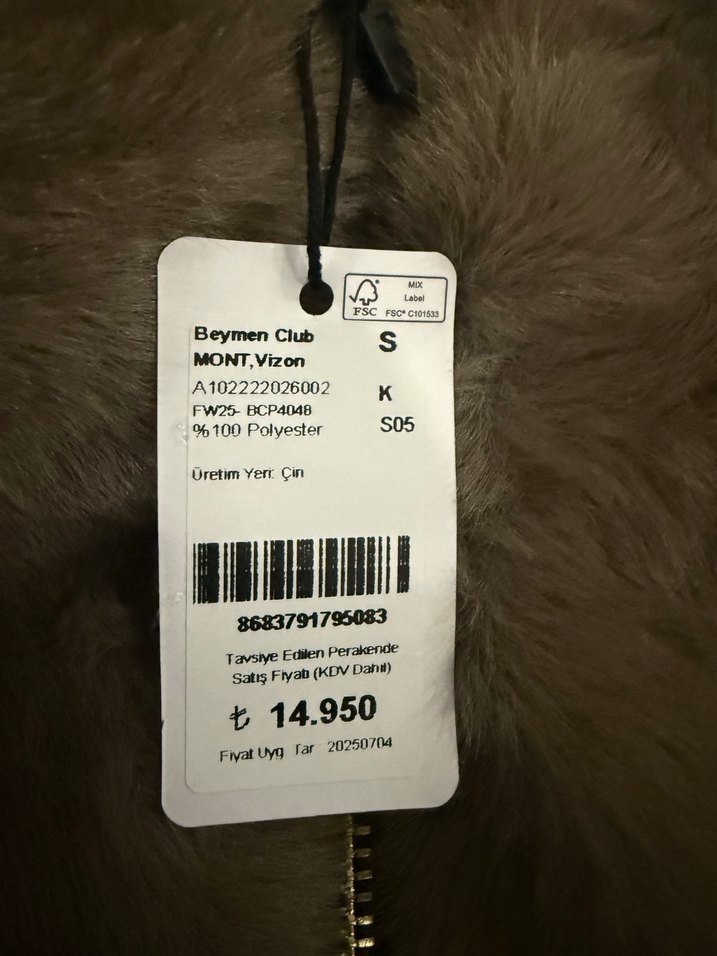 MIX
Label
FSC
FSC® C101533
Beymen Club S
MONT,Vizon
A102222026002 K
FW25- BCP4048
%100 Polyester S05
Üretim Yeri: Çin
8683791795083
Tavsiye Edilen Perakende
Satış Fiyatı (KDV Dahil)
₺ 14.950
Fiyat Uyg Tar 20250704